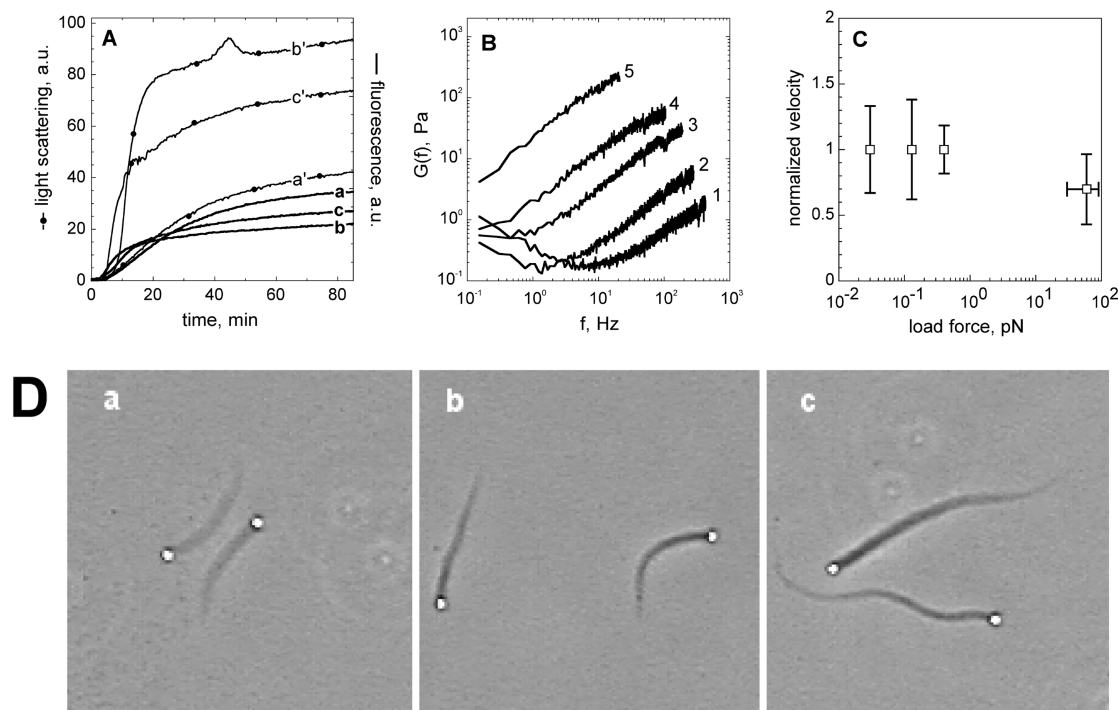 A
light scattering, a.u.
fluorescence, a.u.
100
80
60
40
20
0
b'
c'
a'
a
c
b
0 20 40 60 80
time, min
B
G(f), Pa
10³
10²
10¹
10⁰
10⁻¹
5
4
3
2
1
10⁻¹ 10⁰ 10¹ 10² 10³
f, Hz
C
normalized velocity
2
1.5
1
0.5
0
10⁻² 10⁻¹ 10⁰ 10¹ 10²
load force, pN
D
a
b
c